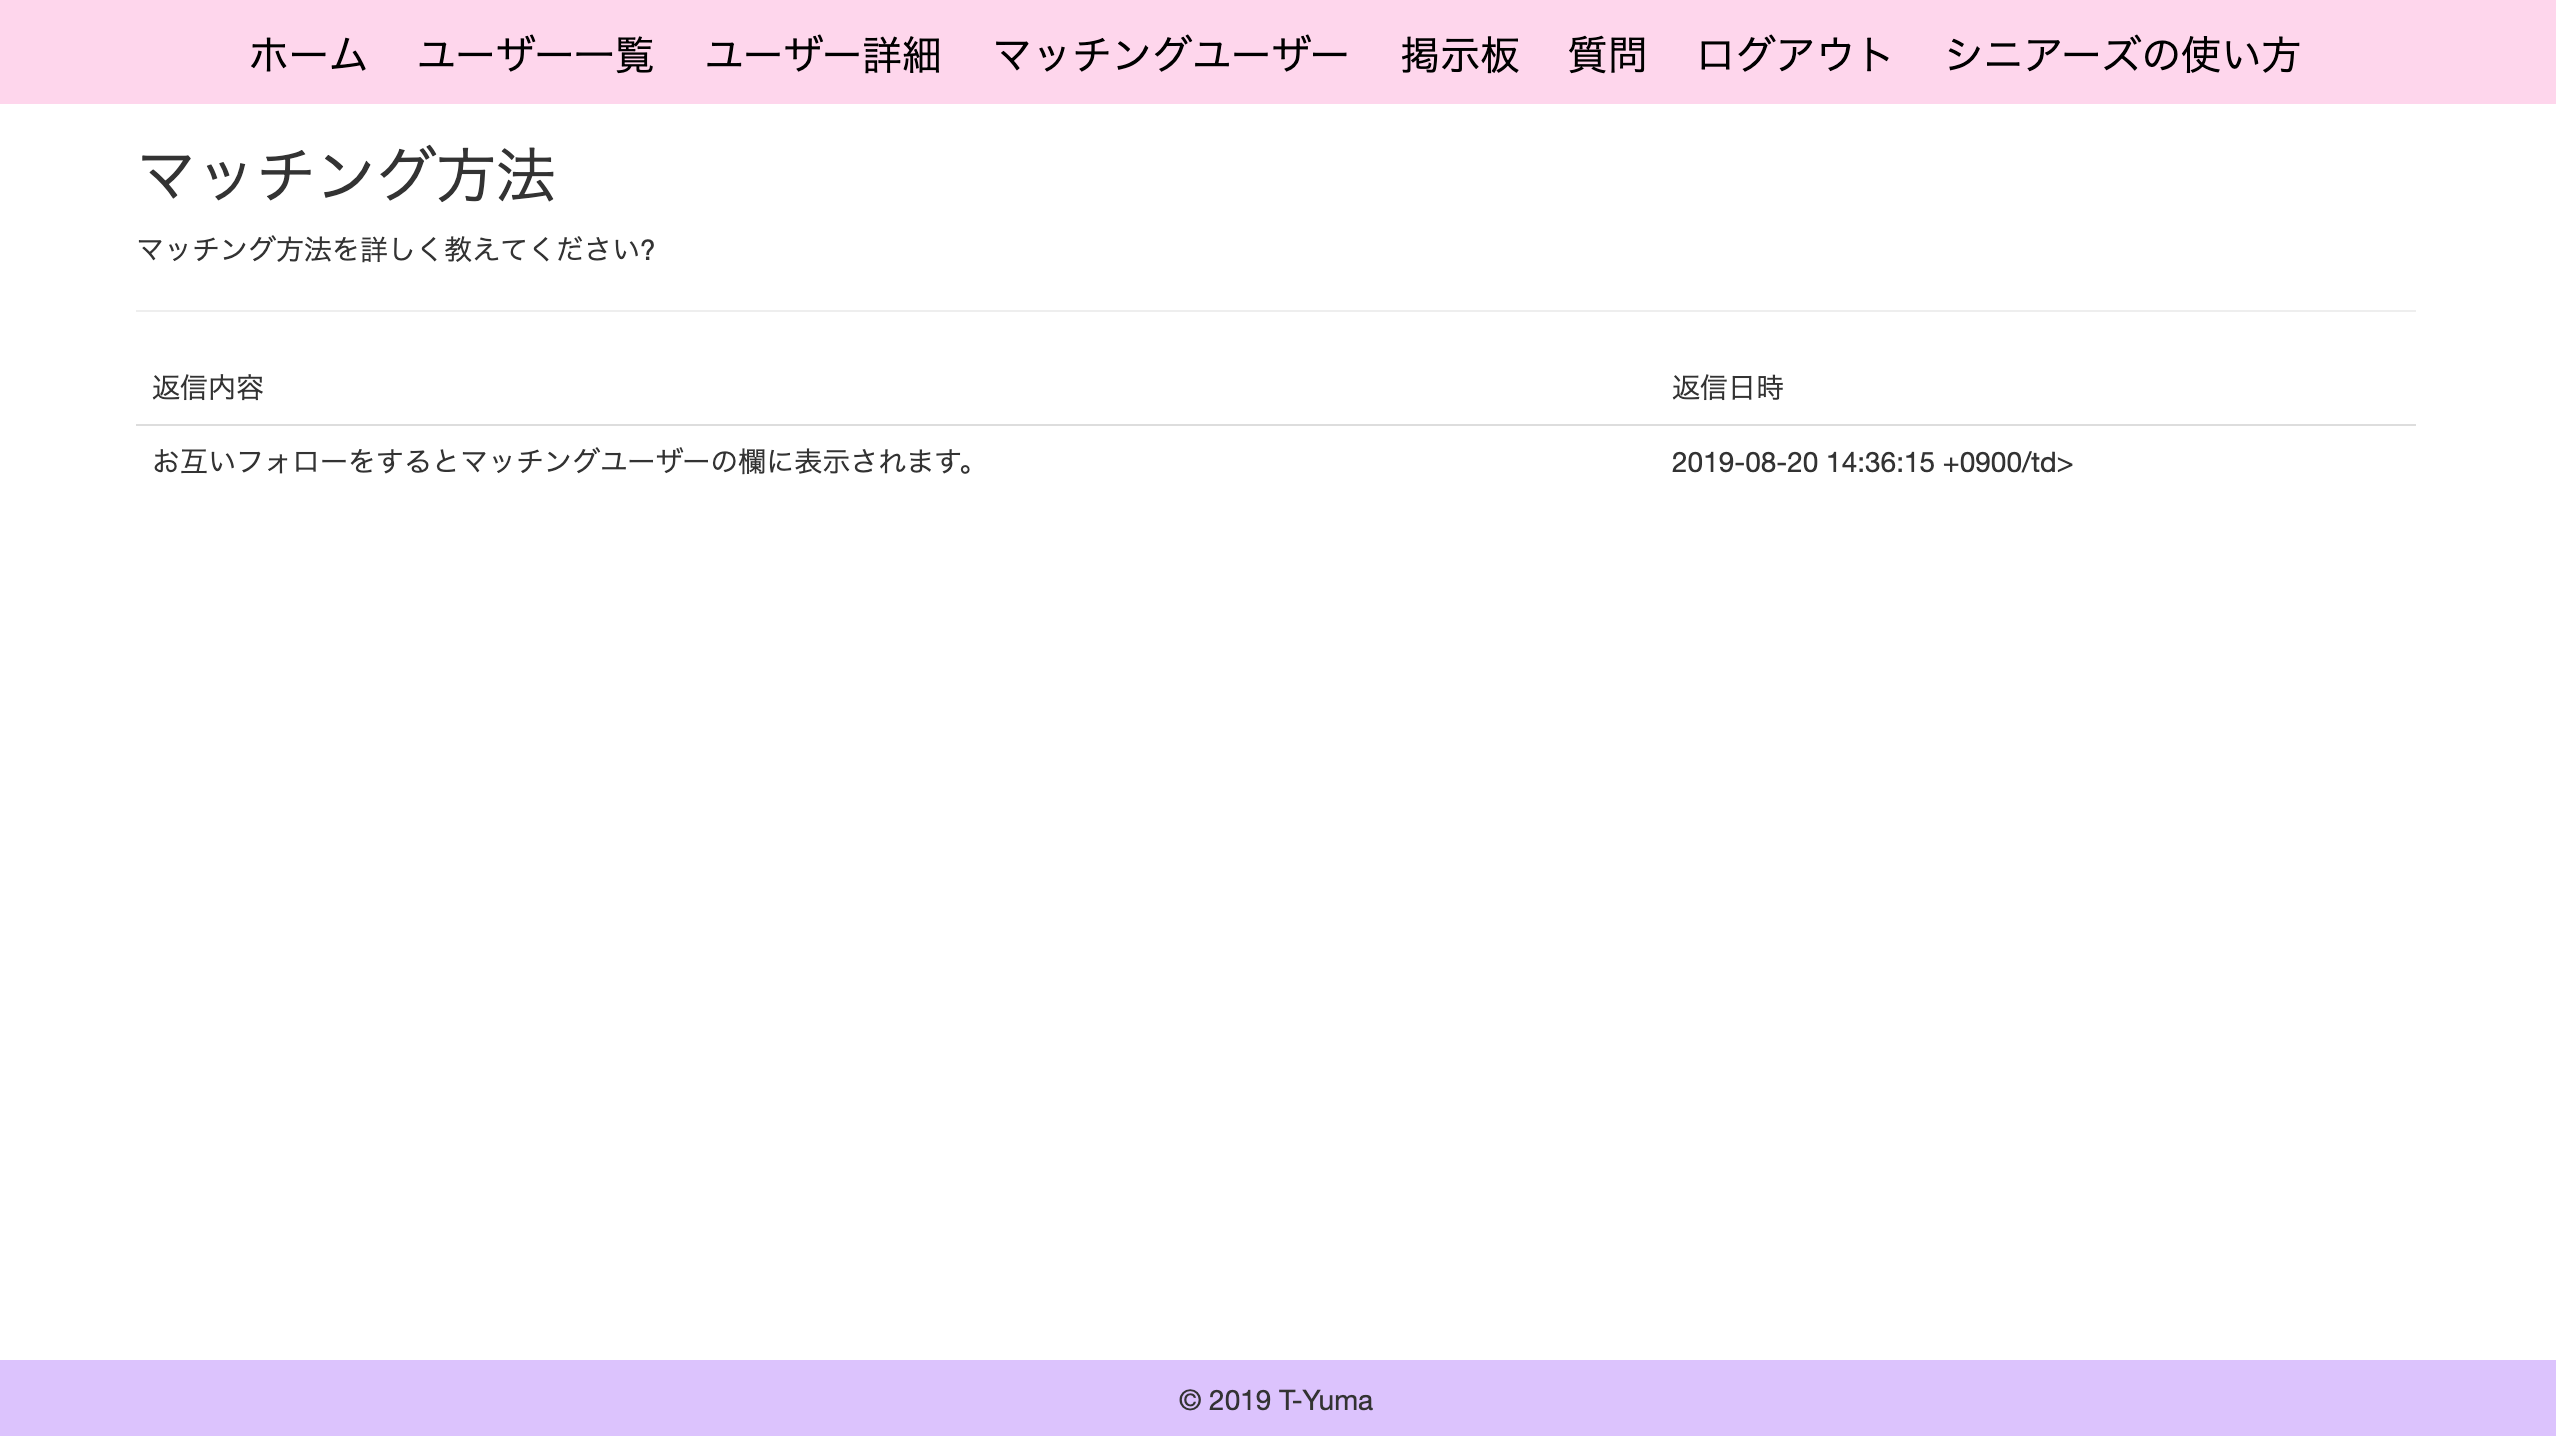 ホーム ユーザー一覧 ユーザー詳細 マッチングユーザー 掲示板 質問 ログアウト シニアーズの使い方
マッチング方法
マッチング方法を詳しく教えてください?
返信内容 返信日時
お互いフォローをするとマッチングユーザーの欄に表示されます。 2019-08-20 14:36:15 +0900/td>
© 2019 T-Yuma